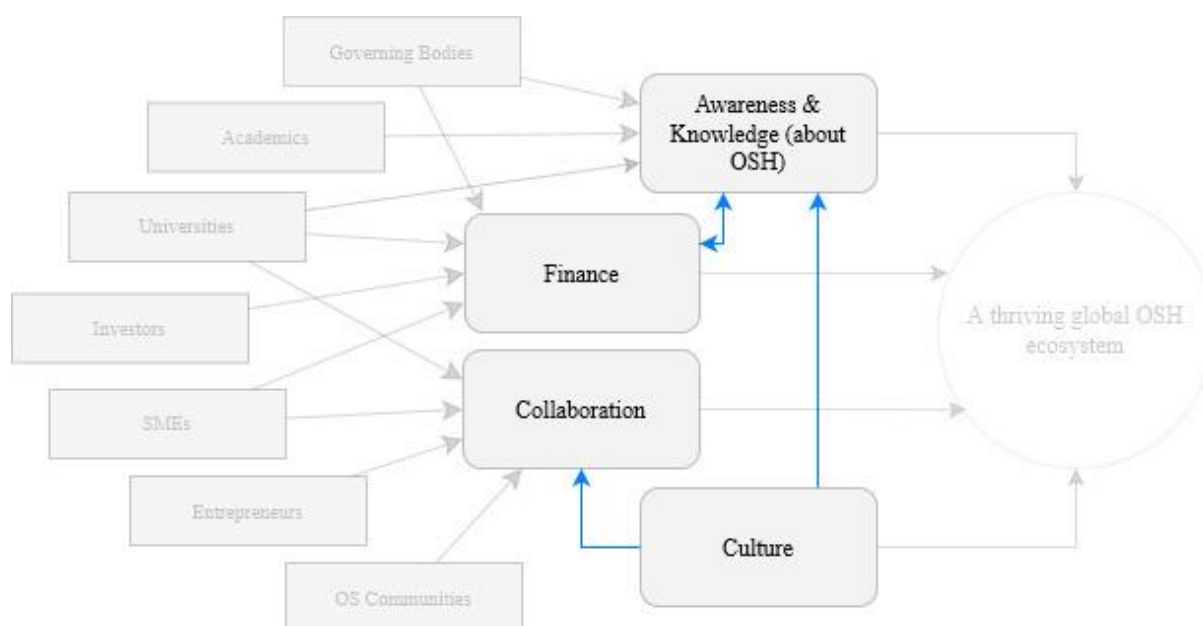 Governing Bodies
Awareness &
Knowledge (about
OSH)
Academics
Universities
Finance
Investors
A thriving global OSH
ecosystem
Collaboration
SMEs
Entrepreneurs
Culture
OS Communities